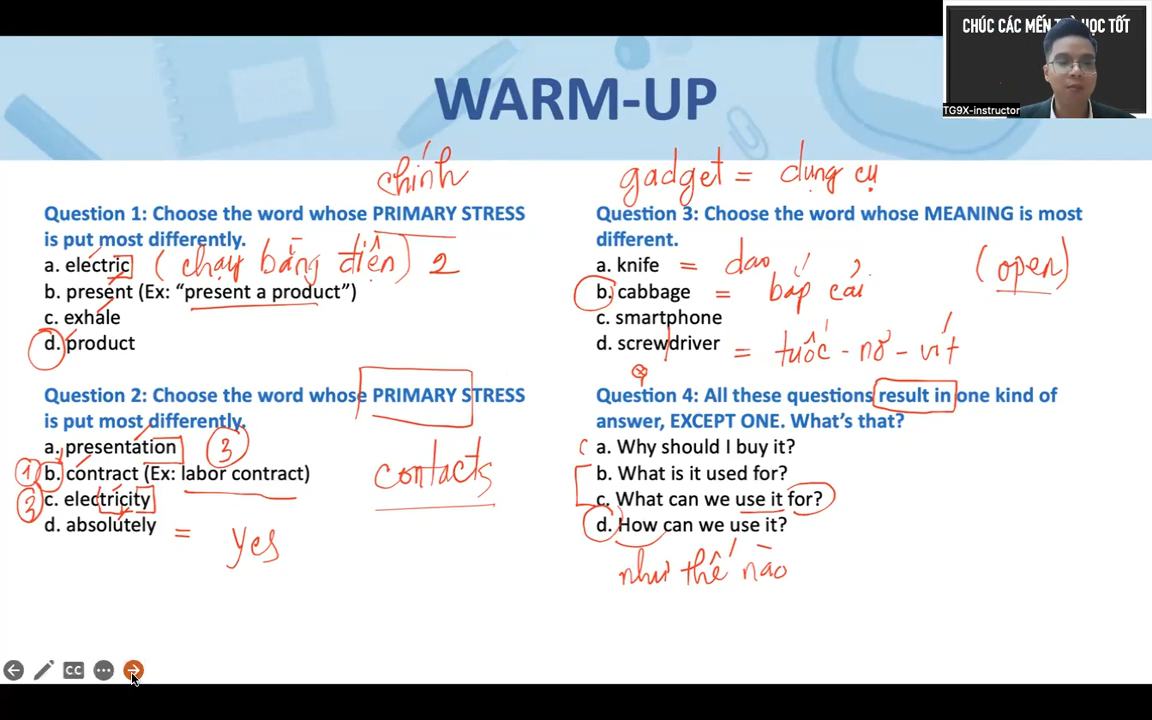 CHÚC CÁC HỌC TỐT
TG9X-instructor
WARM-UP
chính
Question 1: Choose the word whose PRIMARY STRESS
is put most differently.
a. electric (chạy bằng điện) 2
b. present (Ex: “present a product”)
c. exhale
d. product
Question 2: Choose the word whose PRIMARY STRESS
is put most differently.
a. presentation 3
1 b. contract (Ex: labor contract)
contacts
3 c. electricity
d. absolutely = yes
gadget = dụng cụ
Question 3: Choose the word whose MEANING is most
different.
a. knife = dao (open)
b. cabbage = bắp cải
c. smartphone
d. screwdriver = tuốc - nơ - vít
Question 4: All these questions result in one kind of
answer, EXCEPT ONE. What’s that?
a. Why should I buy it?
b. What is it used for?
c. What can we use it for?
d. How can we use it?
như thế nào
CC